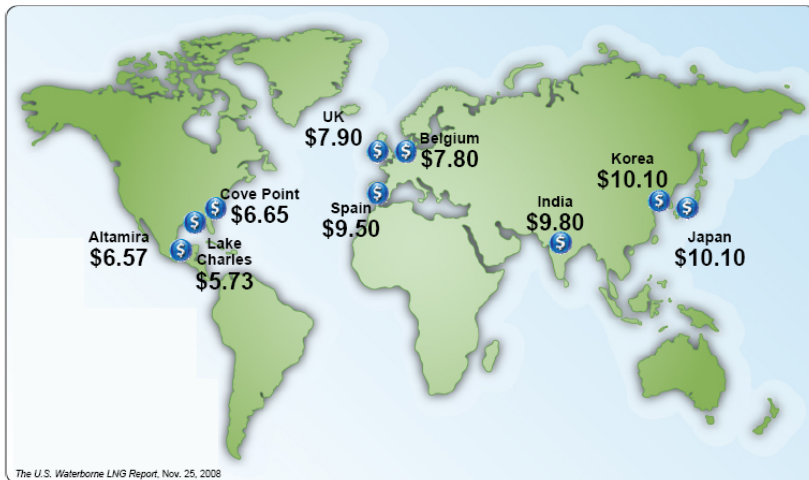 UK
$7.90
Belgium
$7.80
Korea
$10.10
Cove Point
$6.65
Spain
$9.50
India
$9.80
Altamira
$6.57
Lake
Charles
$5.73
Japan
$10.10
The U.S. Waterborne LNG Report, Nov. 25, 2008